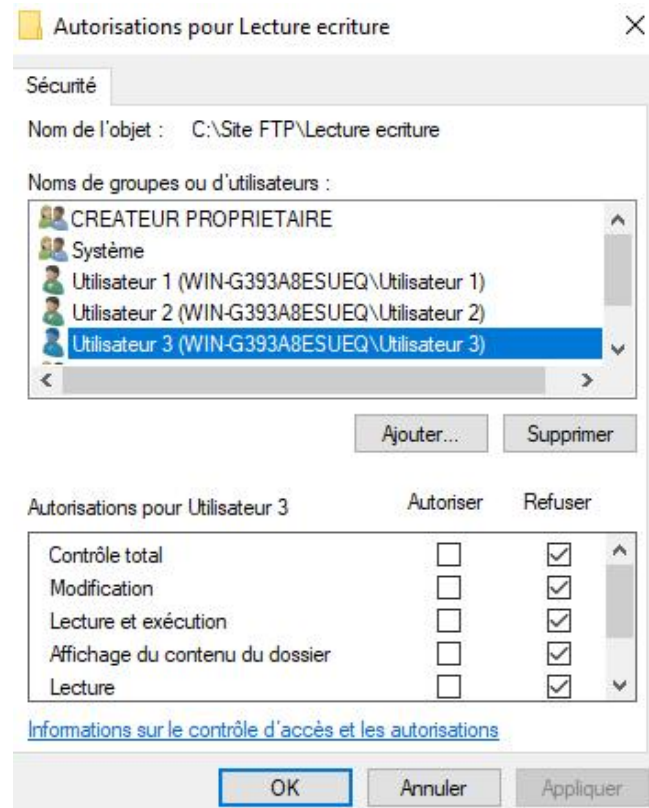 Autorisations pour Lecture ecriture
Sécurité
Nom de l'objet : C:\Site FTP\Lecture ecriture
Noms de groupes ou d'utilisateurs :
CREATEUR PROPRIETAIRE
Système
Utilisateur 1 (WIN-G393A8ESUEQ\Utilisateur 1)
Utilisateur 2 (WIN-G393A8ESUEQ\Utilisateur 2)
Utilisateur 3 (WIN-G393A8ESUEQ\Utilisateur 3)
Ajouter... Supprimer
Autorisations pour Utilisateur 3 Autoriser Refuser
Contrôle total
Modification
Lecture et exécution
Affichage du contenu du dossier
Lecture
Informations sur le contrôle d'accès et les autorisations
OK Annuler Appliquer